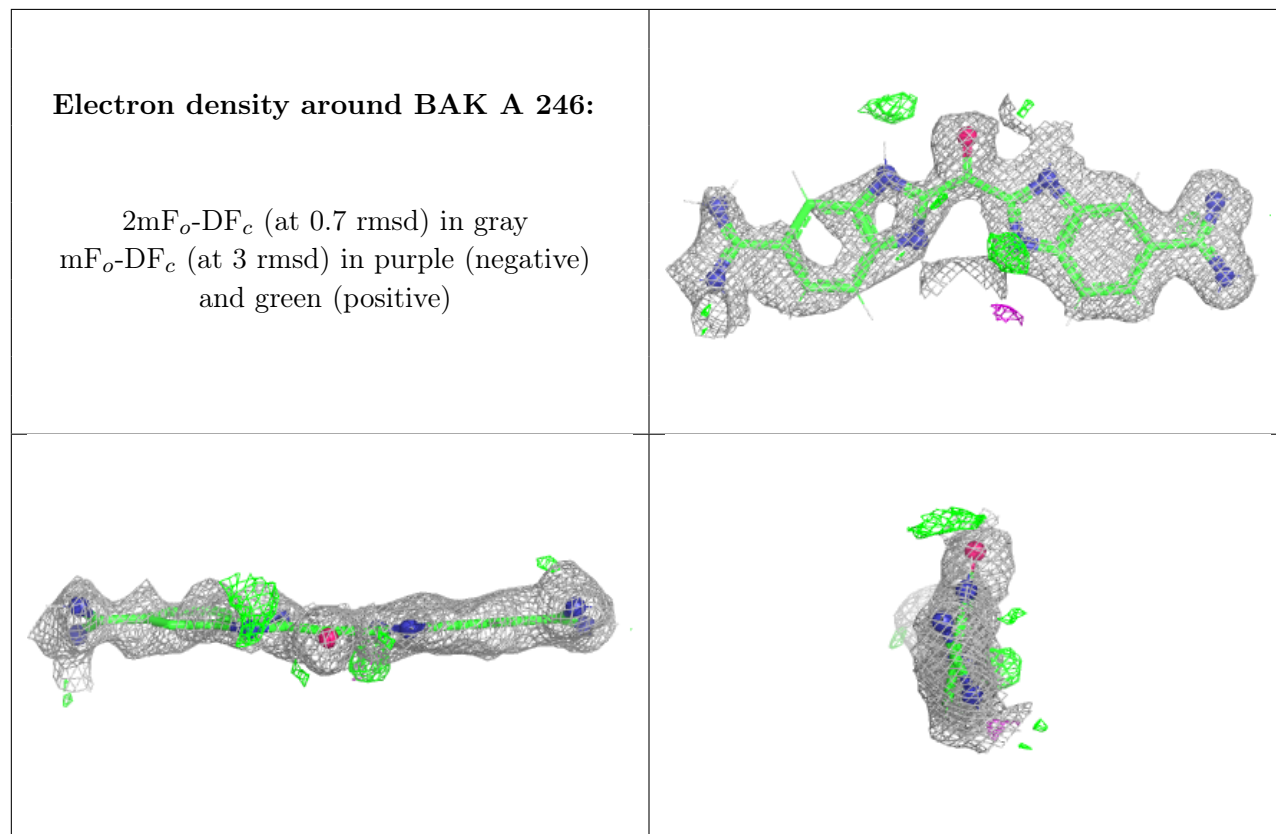 Electron density around BAK A 246:
2mFo-DFc (at 0.7 rmsd) in gray
mFo-DFc (at 3 rmsd) in purple (negative)
and green (positive)